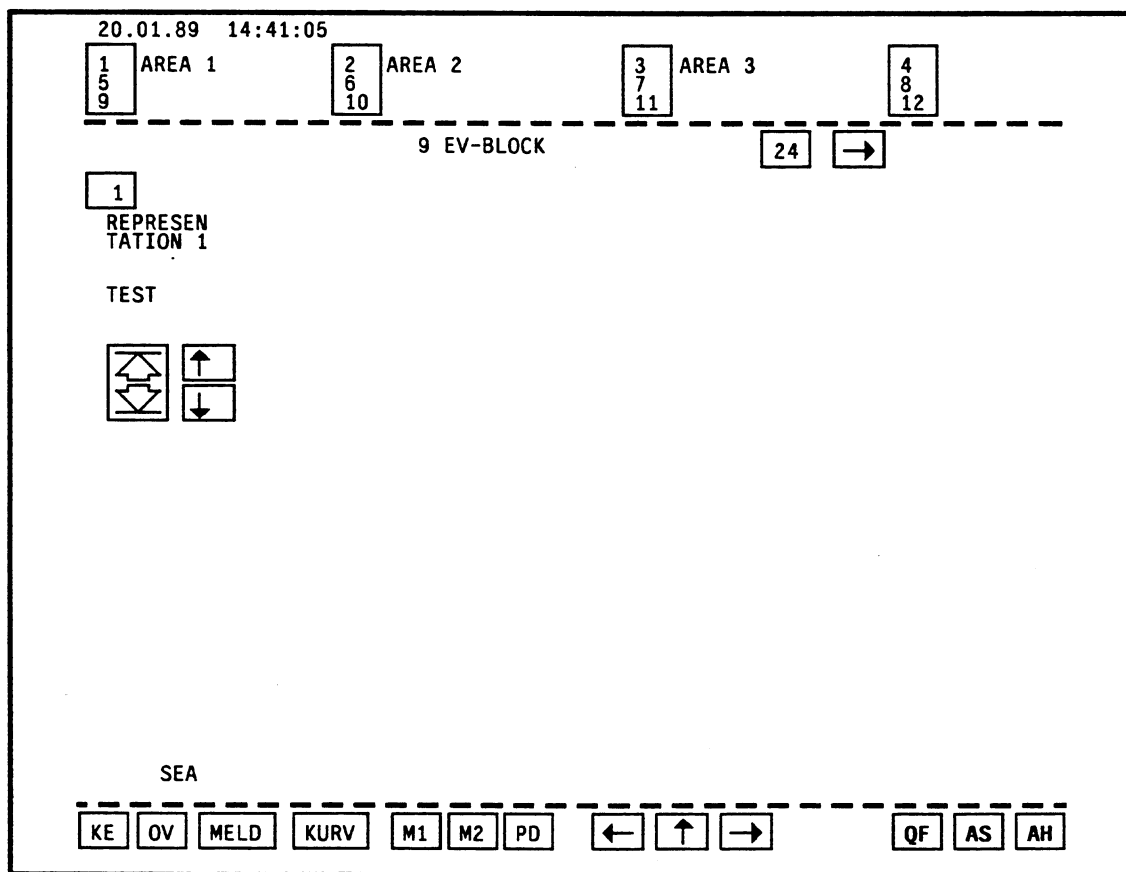 20.01.89 14:41:05
1 AREA 1 2 AREA 2 3 AREA 3 4
5 6 7 8
9 10 11 12
9 EV-BLOCK 24 →
1
REPRESEN
TATION 1
TEST
↑
↓
SEA
KE OV MELD KURV M1 M2 PD ← ↑ → QF AS AH